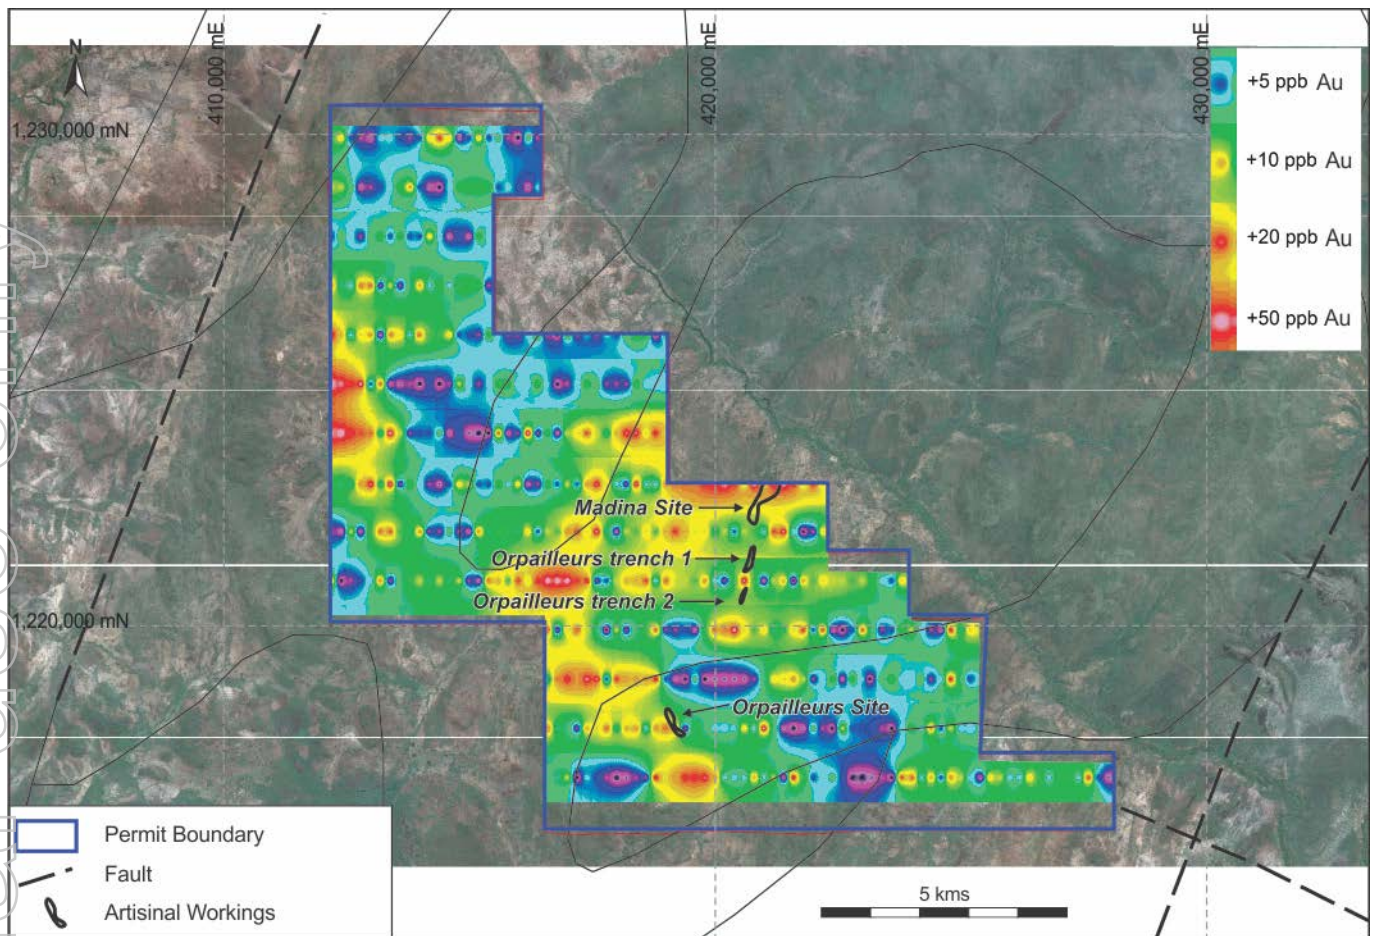 N
410,000 mE
420,000 mE
430,000 mE
1,230,000 mN
+5 ppb Au
+10 ppb Au
+20 ppb Au
+50 ppb Au
Madina Site
Orpailleurs trench 1
Orpailleurs trench 2
1,220,000 mN
Orpailleurs Site
Permit Boundary
Fault
Artisinal Workings
5 kms